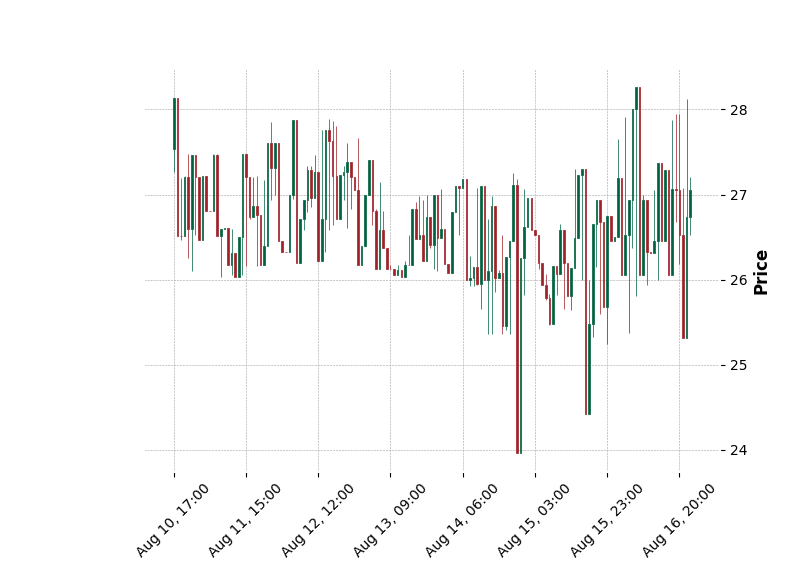 28
27
26
25
24
Price
Aug 10, 17:00
Aug 11, 15:00
Aug 12, 12:00
Aug 13, 09:00
Aug 14, 06:00
Aug 15, 03:00
Aug 15, 23:00
Aug 16, 20:00